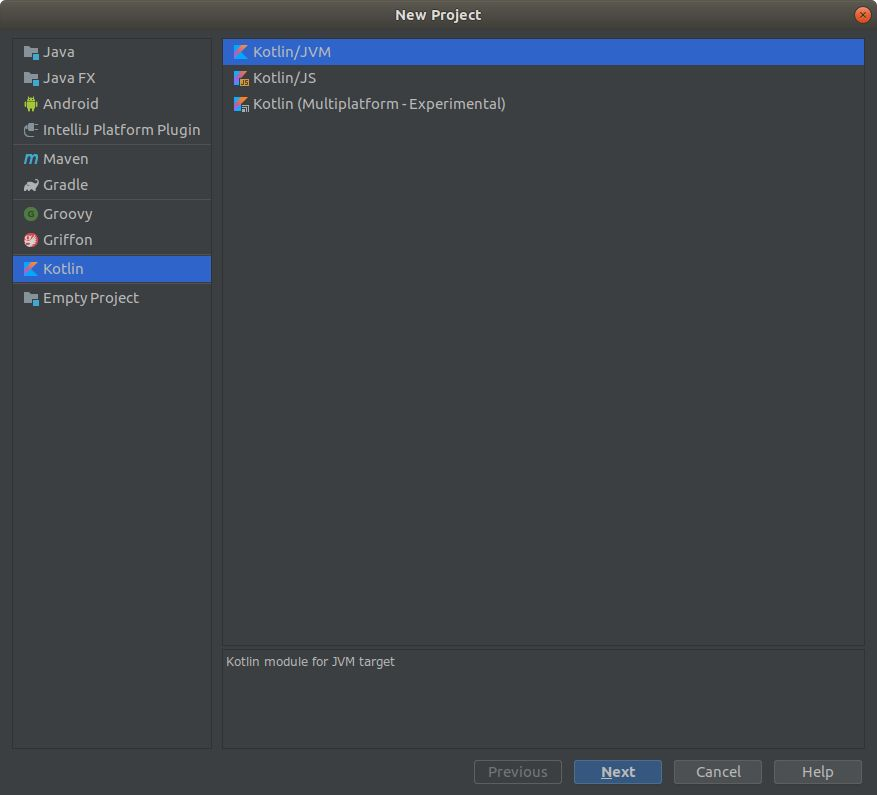 New Project
Java
Java FX
Android
IntelliJ Platform Plugin
Maven
Gradle
Groovy
Griffon
Kotlin
Empty Project
Kotlin/JVM
Kotlin/JS
Kotlin (Multiplatform - Experimental)
Kotlin module for JVM target
Previous
Next
Cancel
Help